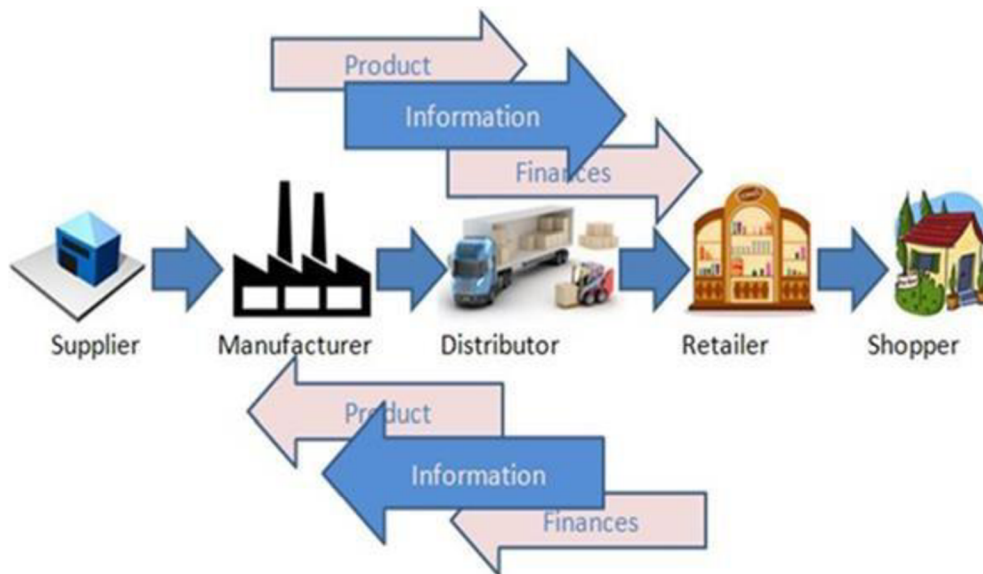 Product
Information
Finances
Supplier
Manufacturer
Distributor
Retailer
Shopper
Product
Information
Finances